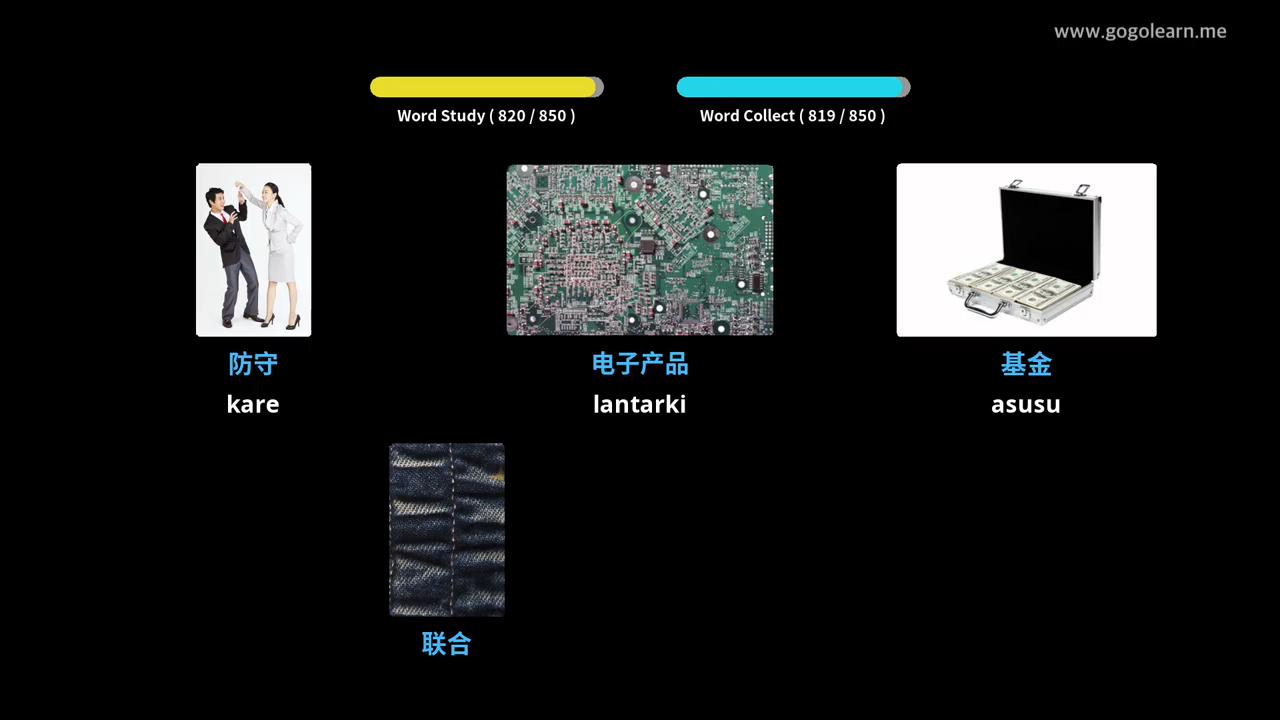 www.gogolearn.me
Word Study ( 820 / 850 )
Word Collect ( 819 / 850 )
防守
电子产品
基金
kare
lantarki
asusu
联合